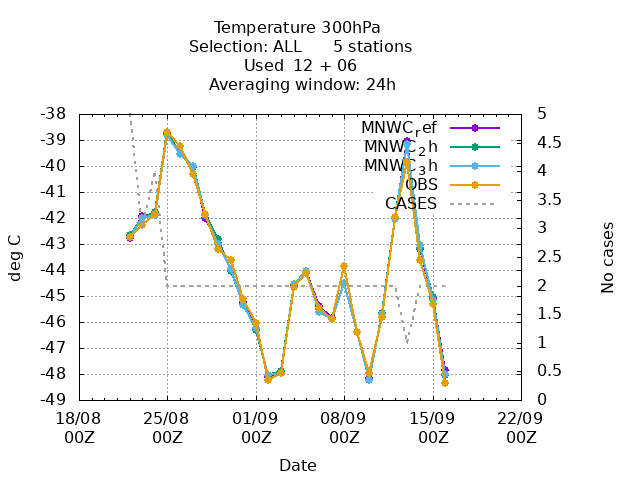 Temperature 300hPa
Selection: ALL 5 stations
Used 12 + 06
Averaging window: 24h
-38
-39
-40
-41
-42
-43
-44
-45
-46
-47
-48
-49
deg C
5
4.5
4
3.5
3
2.5
2
1.5
1
0.5
0
No cases
MNWC_ref
MNWC_2h
MNWC_3h
OBS
CASES
18/08 25/08 01/09 08/09 15/09 22/09
00Z 00Z 00Z 00Z 00Z 00Z
Date